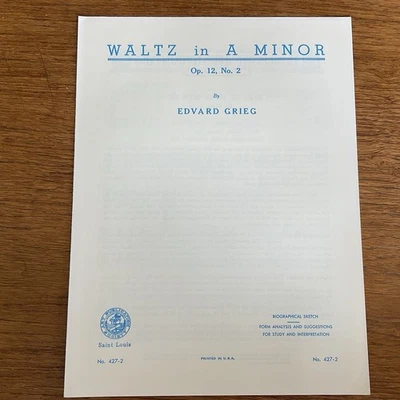 WALTZ in A MINOR
Op. 12, No. 2
By
EDVARD GRIEG
BIOGRAPHICAL SKETCH
FORM ANALYSIS AND SUGGESTIONS
FOR STUDY AND INTERPRETATION
Saint Louis
No. 427-2
PRINTED IN U.S.A.
No. 427-2